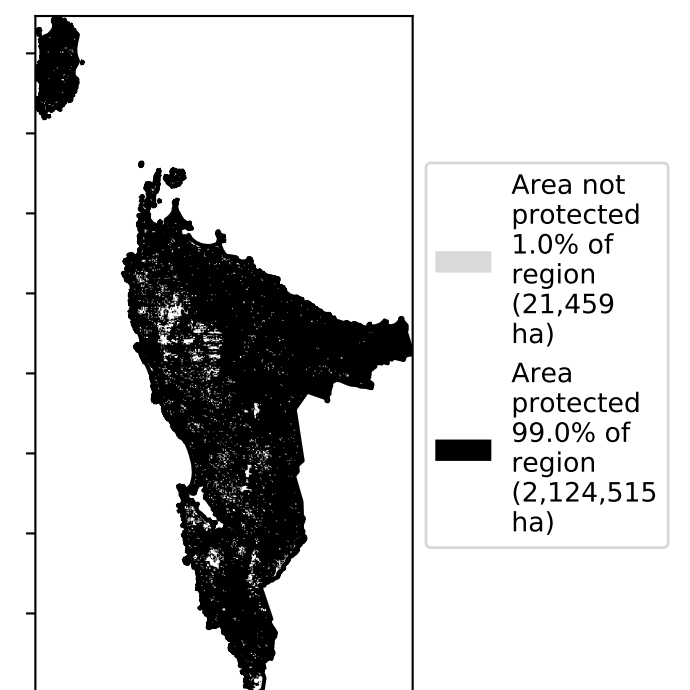 Area not
protected
1.0% of
region
(21,459
ha)
Area
protected
99.0% of
region
(2,124,515
ha)